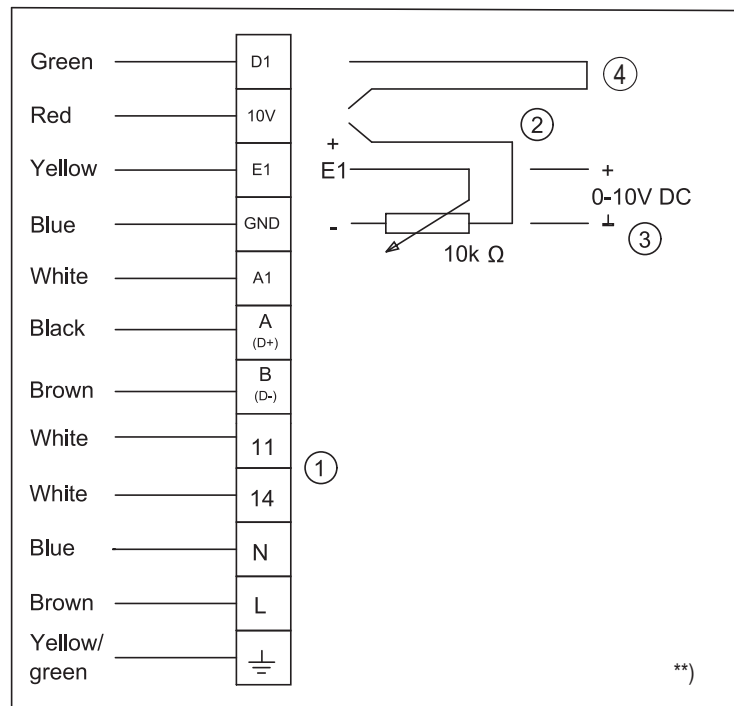 Green D1 4
Red 10V 2
+
Yellow E1 E1 +
0-10V DC
Blue GND - ⊥ 3
10k Ω
White A1
Black A
(D+)
Brown B
(D-)
White 11
1
White 14
Blue N
Brown L
Yellow/
green
**)